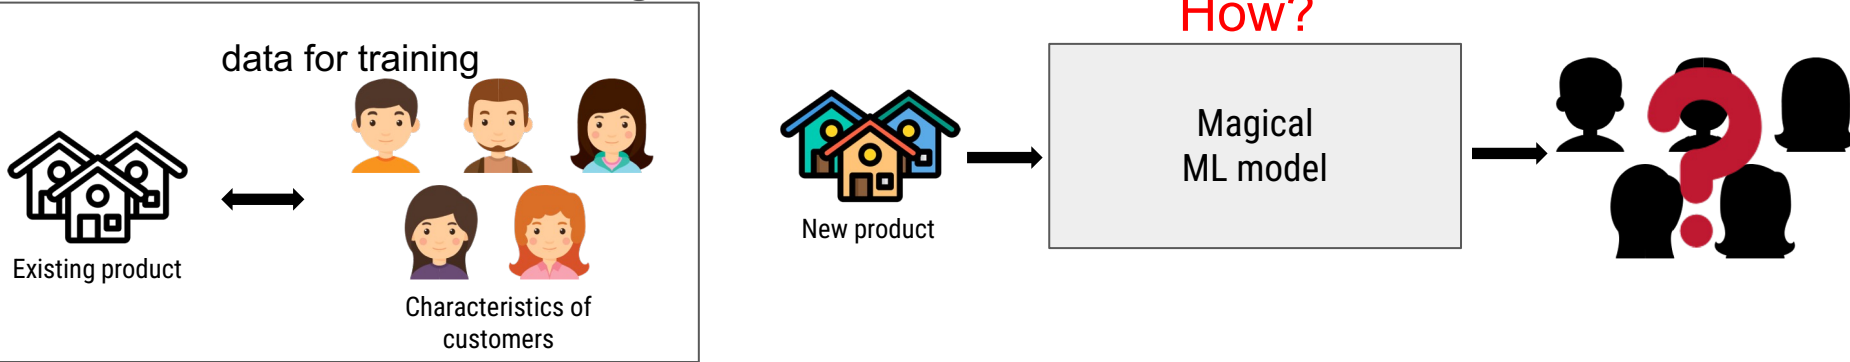 data for training
Existing product
Characteristics of
customers
How?
New product
Magical
ML model